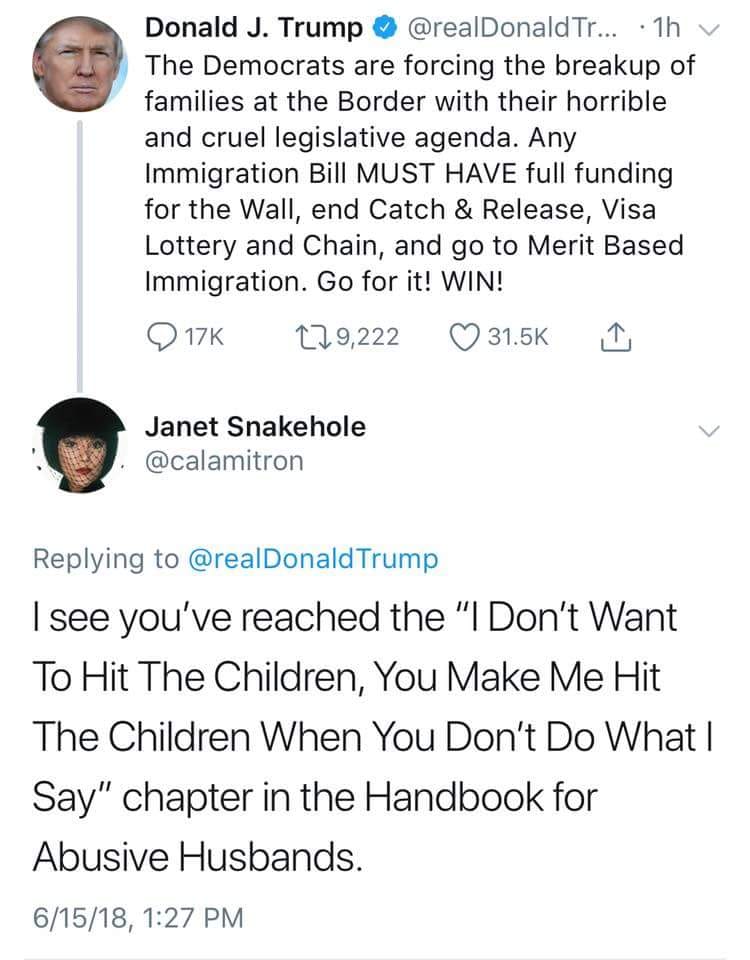 Donald J. Trump @realDonaldTr... · 1h
The Democrats are forcing the breakup of
families at the Border with their horrible
and cruel legislative agenda. Any
Immigration Bill MUST HAVE full funding
for the Wall, end Catch & Release, Visa
Lottery and Chain, and go to Merit Based
Immigration. Go for it! WIN!
17K 9,222 31.5K
Janet Snakehole
@calamitron
Replying to @realDonaldTrump
I see you've reached the "I Don't Want
To Hit The Children, You Make Me Hit
The Children When You Don't Do What I
Say" chapter in the Handbook for
Abusive Husbands.
6/15/18, 1:27 PM